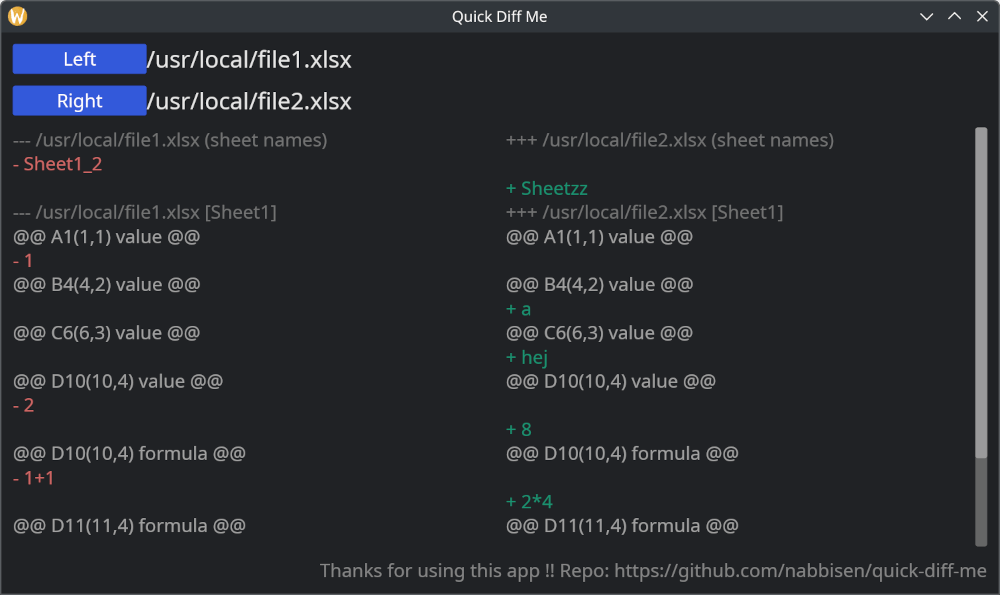 W
Quick Diff Me
Left /usr/local/file1.xlsx
Right /usr/local/file2.xlsx
--- /usr/local/file1.xlsx (sheet names) +++ /usr/local/file2.xlsx (sheet names)
- Sheet1_2
+ Sheetzz
--- /usr/local/file1.xlsx [Sheet1] +++ /usr/local/file2.xlsx [Sheet1]
@@ A1(1,1) value @@ @@ A1(1,1) value @@
- 1
@@ B4(4,2) value @@ @@ B4(4,2) value @@
+ a
@@ C6(6,3) value @@ @@ C6(6,3) value @@
+ hej
@@ D10(10,4) value @@ @@ D10(10,4) value @@
- 2
+ 8
@@ D10(10,4) formula @@ @@ D10(10,4) formula @@
- 1+1
+ 2*4
@@ D11(11,4) formula @@ @@ D11(11,4) formula @@
Thanks for using this app !! Repo: https://github.com/nabbisen/quick-diff-me